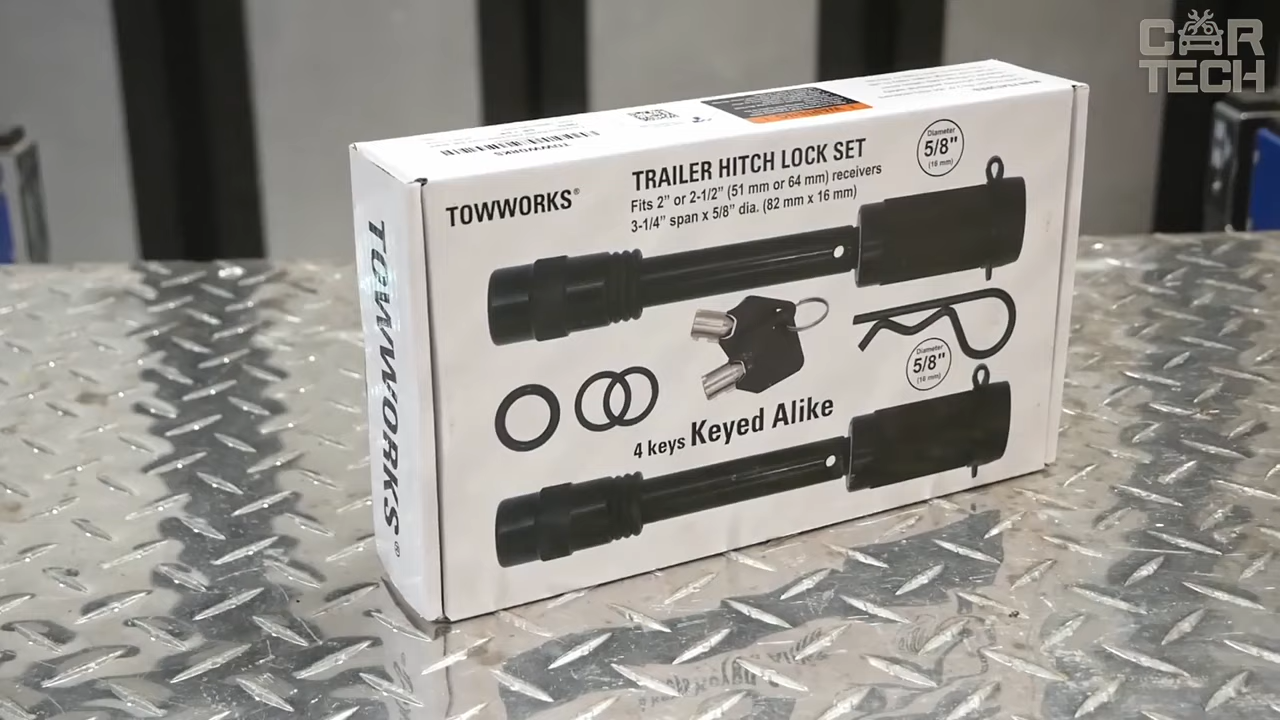 CAR
TECH
TOWWORKS
TOWWORKS®
TOWWORKS®
TRAILER HITCH LOCK SET
Fits 2" or 2-1/2" (51 mm or 64 mm) receivers
3-1/4" span x 5/8" dia. (82 mm x 16 mm)
Diameter
5/8"
(16 mm)
Diameter
5/8"
(16 mm)
4 keys Keyed Alike